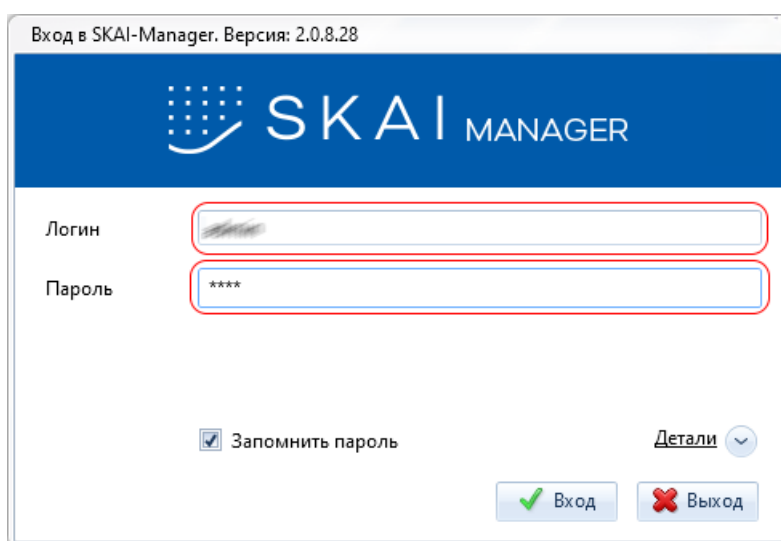 Вход в SKAI-Manager. Версия: 2.0.8.28
SKAI MANAGER
Логин
Пароль ****
Запомнить пароль Детали
Вход Выход